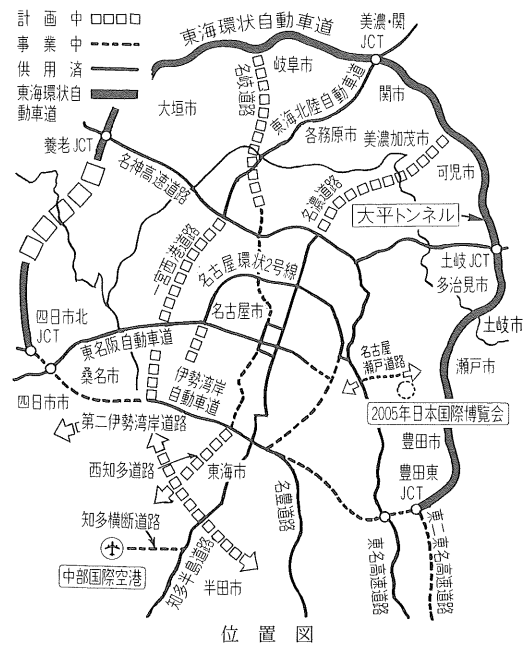 計画中
事業中
供用済
東海環状自
動車道
東海環状自動車道
美濃・関
JCT
岐阜市
名岐道路
関市
大垣市
東海北陸自動車道
各務原市
美濃加茂市
養老JCT
名神高速道路
名濃道路
可児市
大平トンネル
一宮西港道路
名古屋環状2号線
土岐JCT
多治見市
四日市北
JCT
名古屋市
土岐市
東名阪自動車道
桑名市
伊勢湾岸
自動車道
名古屋
瀬戸道路
瀬戸市
四日市市
2005年日本国際博覧会
第二伊勢湾岸道路
豊田市
西知多道路
東海市
豊田東
JCT
名豊道路
知多横断道路
中部国際空港
知多半島道路
半田市
東名高速道路
東二東名高速道路
位置図